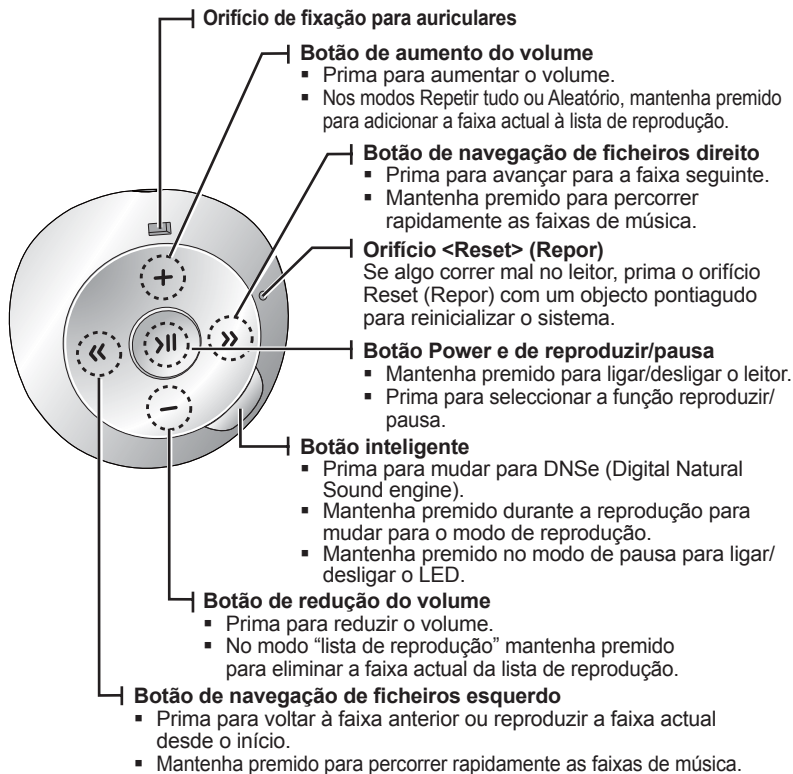 Orifício de fixação para auriculares
Botão de aumento do volume
▪ Prima para aumentar o volume.
▪ Nos modos Repetir tudo ou Aleatório, mantenha premido
para adicionar a faixa actual à lista de reprodução.
Botão de navegação de ficheiros direito
▪ Prima para avançar para a faixa seguinte.
▪ Mantenha premido para percorrer
rapidamente as faixas de música.
Orifício <Reset> (Repor)
Se algo correr mal no leitor, prima o orifício
Reset (Repor) com um objecto pontiagudo
para reinicializar o sistema.
Botão Power e de reproduzir/pausa
▪ Mantenha premido para ligar/desligar o leitor.
▪ Prima para seleccionar a função reproduzir/
pausa.
Botão inteligente
▪ Prima para mudar para DNSe (Digital Natural
Sound engine).
▪ Mantenha premido durante a reprodução para
mudar para o modo de reprodução.
▪ Mantenha premido no modo de pausa para ligar/
desligar o LED.
Botão de redução do volume
▪ Prima para reduzir o volume.
▪ No modo “lista de reprodução” mantenha premido
para eliminar a faixa actual da lista de reprodução.
Botão de navegação de ficheiros esquerdo
▪ Prima para voltar à faixa anterior ou reproduzir a faixa actual
desde o início.
▪ Mantenha premido para percorrer rapidamente as faixas de música.